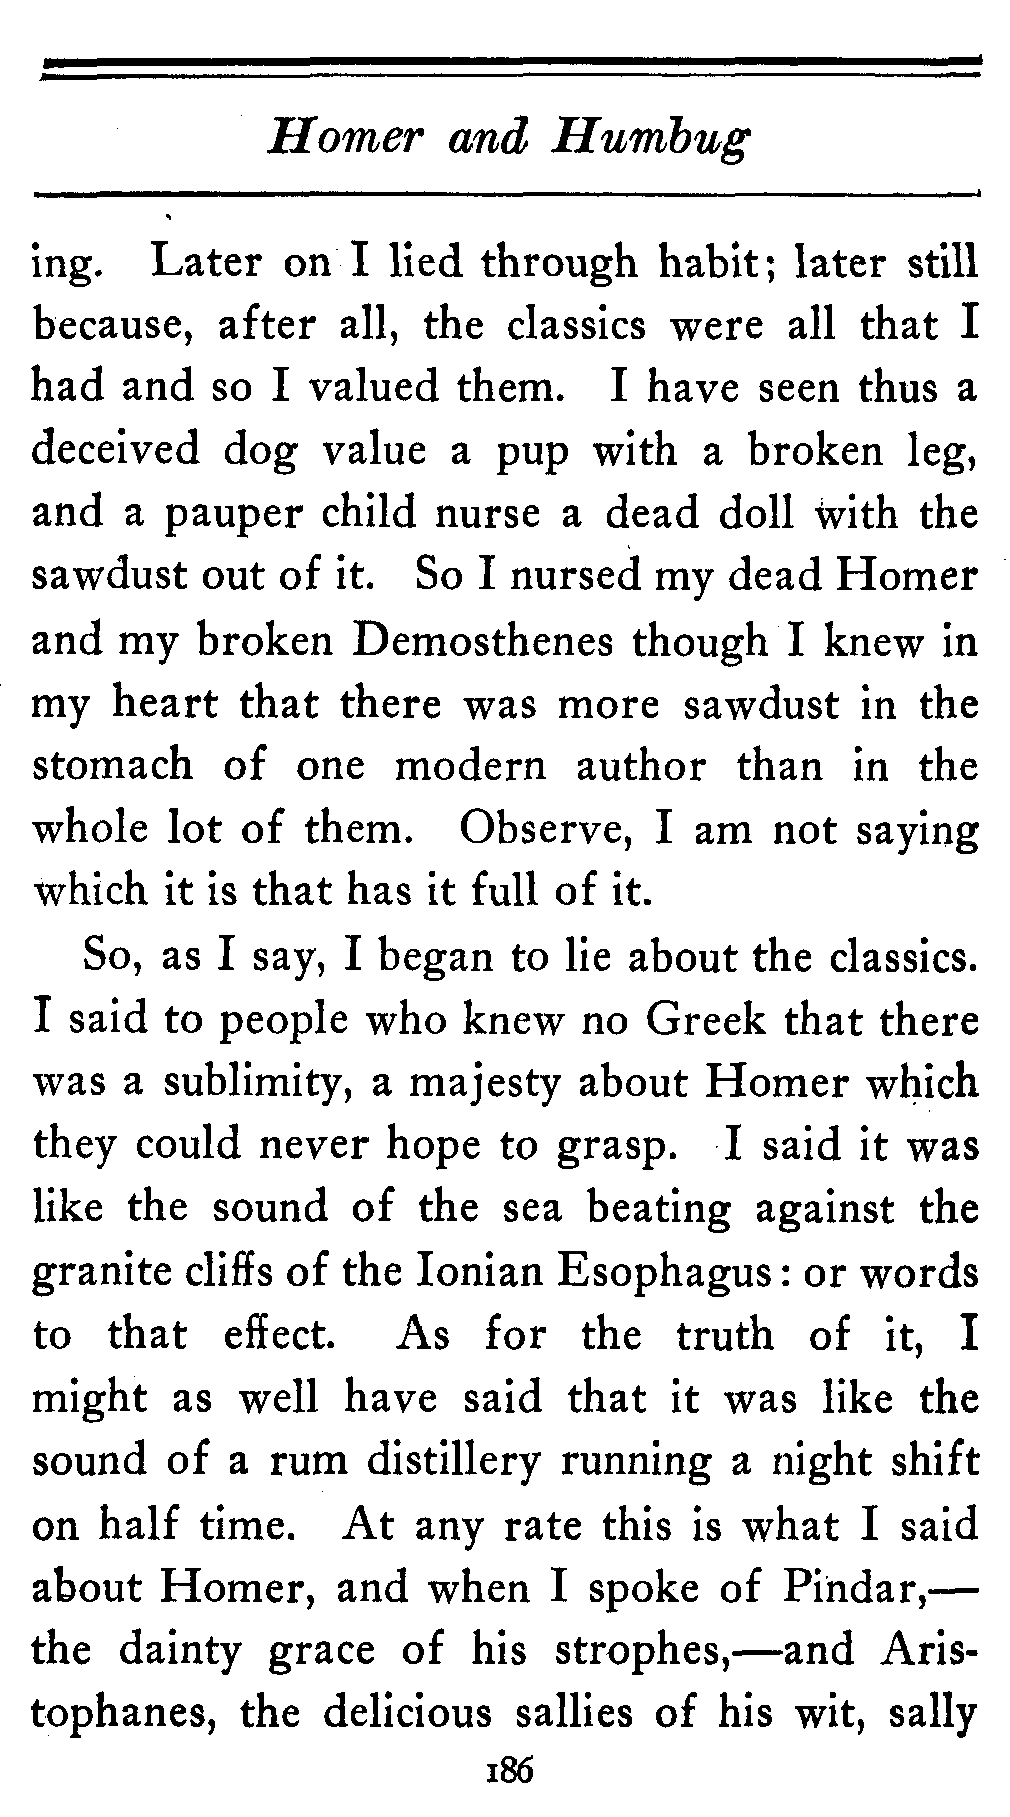 Homer and Humbug
ing. Later on I lied through habit; later still
because, after all, the classics were all that I
had and so I valued them. I have seen thus a
deceived dog value a pup with a broken leg,
and a pauper child nurse a dead doll with the
sawdust out of it. So I nursed my dead Homer
and my broken Demosthenes though I knew in
my heart that there was more sawdust in the
stomach of one modern author than in the
whole lot of them. Observe, I am not saying
which it is that has it full of it.
So, as I say, I began to lie about the classics.
I said to people who knew no Greek that there
was a sublimity, a majesty about Homer which
they could never hope to grasp. I said it was
like the sound of the sea beating against the
granite cliffs of the Ionian Esophagus: or words
to that effect. As for the truth of it, I
might as well have said that it was like the
sound of a rum distillery running a night shift
on half time. At any rate this is what I said
about Homer, and when I spoke of Pindar,—
the dainty grace of his strophes,—and Aris-
tophanes, the delicious sallies of his wit, sally
186